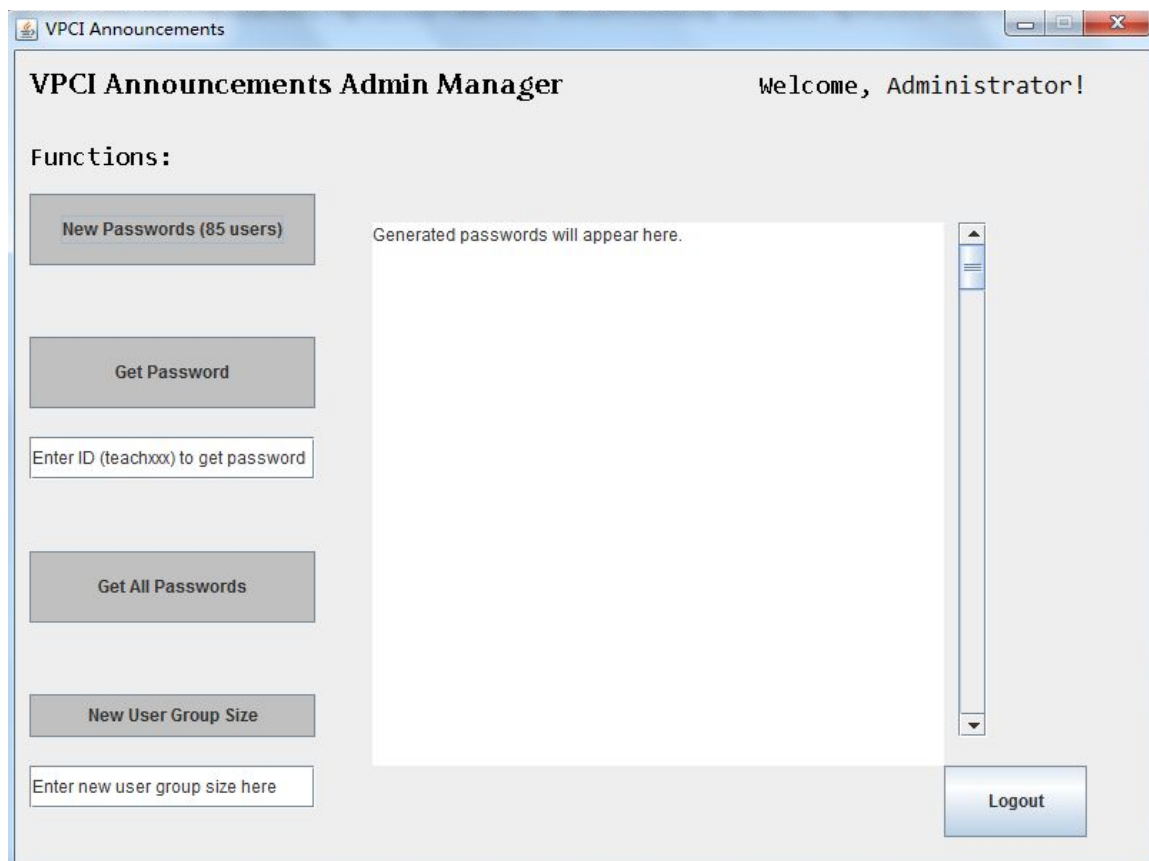 VPCI Announcements
VPCI Announcements Admin Manager
Welcome, Administrator!
Functions:
New Passwords (85 users)
Generated passwords will appear here.
Get Password
Enter ID (teachxxx) to get password
Get All Passwords
New User Group Size
Enter new user group size here
Logout